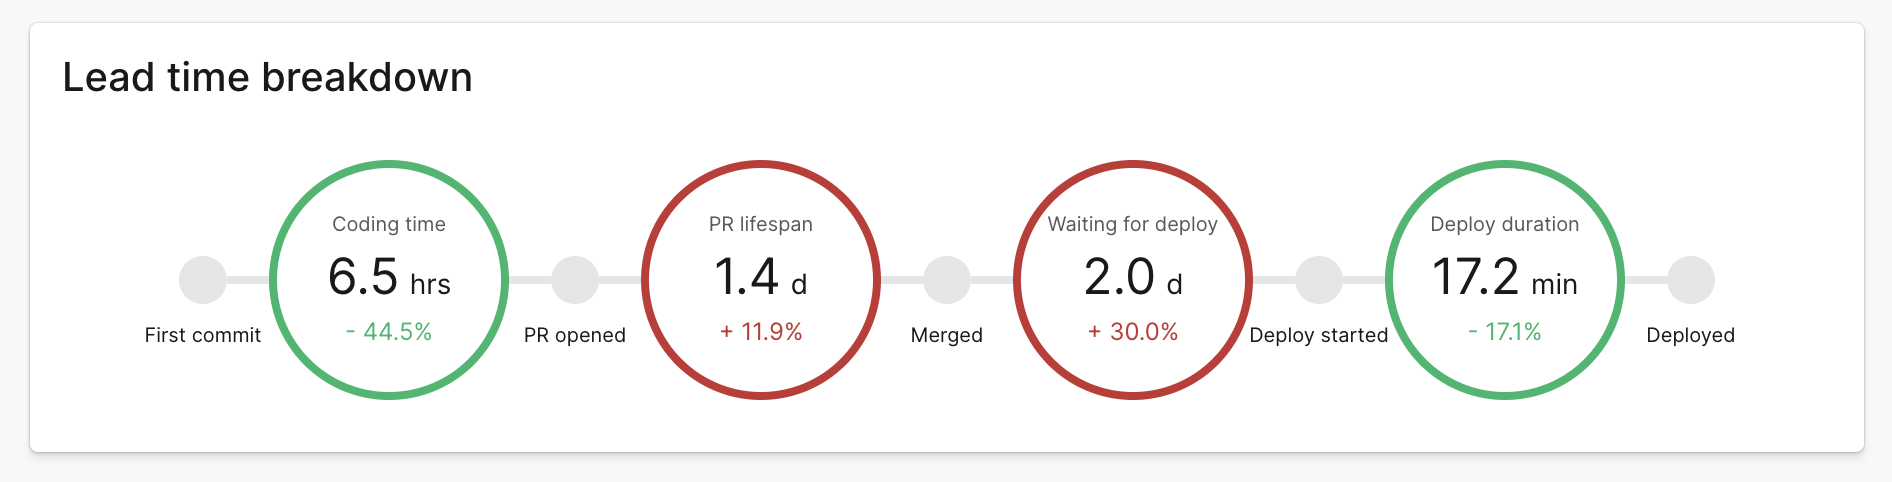 Lead time breakdown
First commit
Coding time
6.5 hrs
- 44.5%
PR opened
PR lifespan
1.4 d
+ 11.9%
Merged
Waiting for deploy
2.0 d
+ 30.0%
Deploy started
Deploy duration
17.2 min
- 17.1%
Deployed